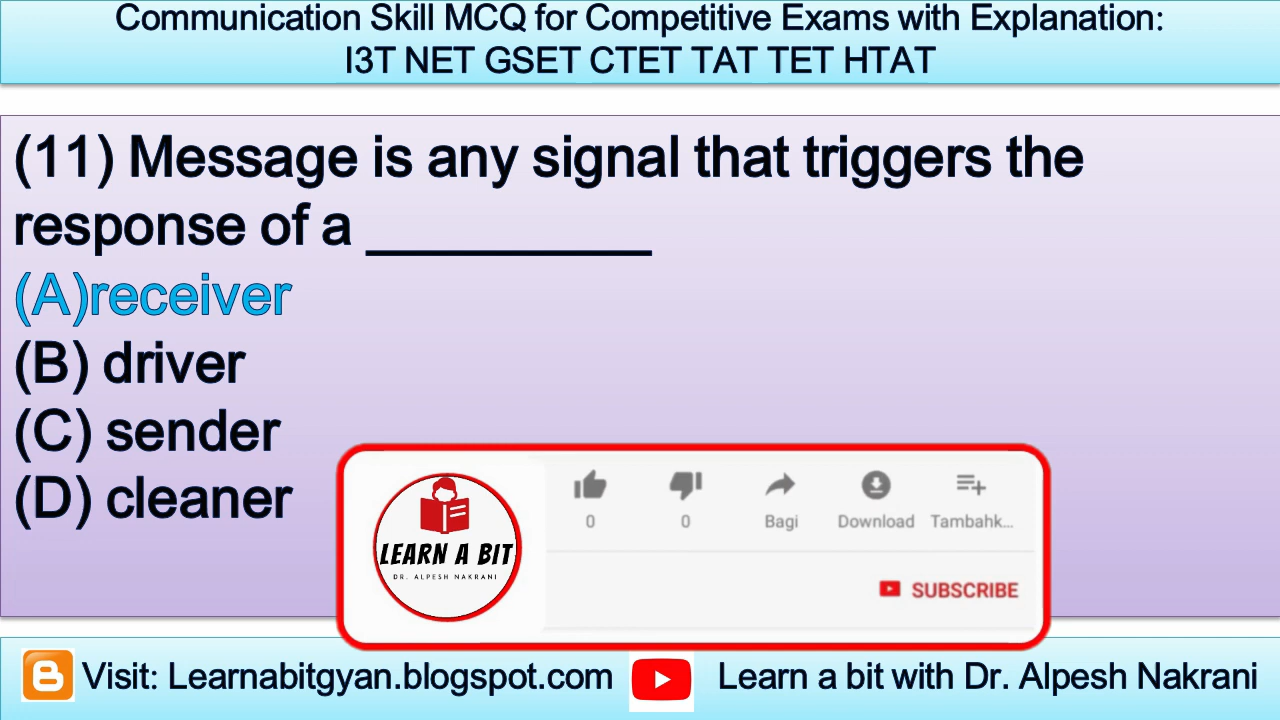 Communication Skill MCQ for Competitive Exams with Explanation:
I3T NET GSET CTET TAT TET HTAT
(11) Message is any signal that triggers the
response of a __________
(A)receiver
(B) driver
(C) sender
(D) cleaner
LEARN A BIT
DR. ALPESH NAKRANI
0 0 Bagi Download Tambahk...
SUBSCRIBE
Visit: Learnabitgyan.blogspot.com Learn a bit with Dr. Alpesh Nakrani